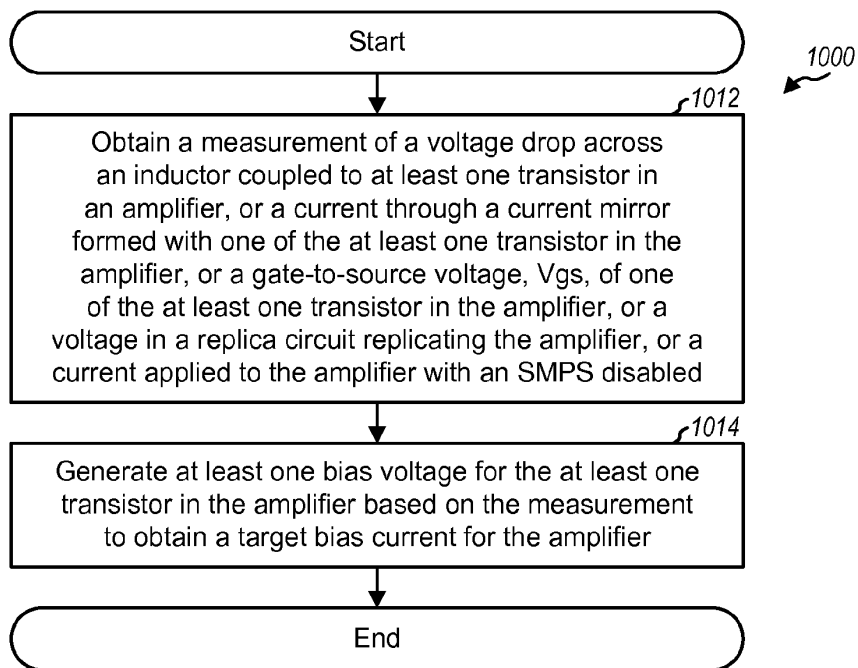 Start
1000
1012
Obtain a measurement of a voltage drop across
an inductor coupled to at least one transistor in
an amplifier, or a current through a current mirror
formed with one of the at least one transistor in the
amplifier, or a gate-to-source voltage, Vgs, of one
of the at least one transistor in the amplifier, or a
voltage in a replica circuit replicating the amplifier, or a
current applied to the amplifier with an SMPS disabled
1014
Generate at least one bias voltage for the at least one
transistor in the amplifier based on the measurement
to obtain a target bias current for the amplifier
End